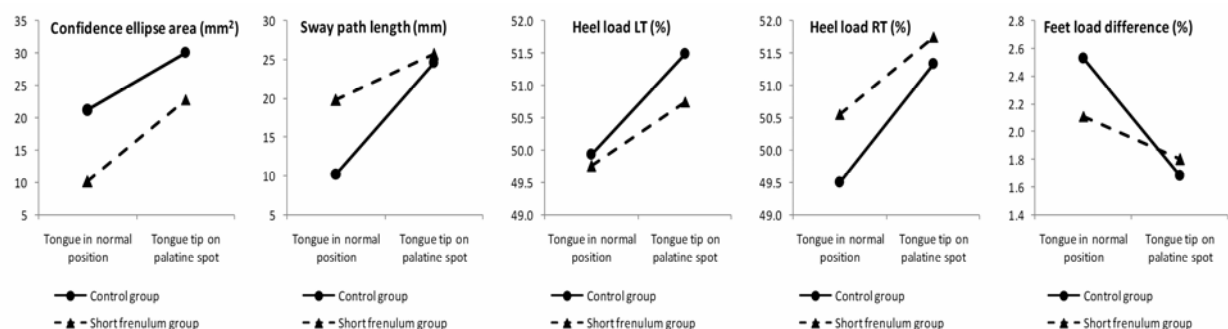 Confidence ellipse area (mm²)
35
30
25
20
15
10
5
Tongue in normal position
Tongue tip on palatine spot
Control group
Short frenulum group
Sway path length (mm)
30
25
20
15
10
5
Tongue in normal position
Tongue tip on palatine spot
Control group
Short frenulum group
Heel load LT (%)
52.0
51.5
51.0
50.5
50.0
49.5
49.0
Tongue in normal position
Tongue tip on palatine spot
Control group
Short frenulum group
Heel load RT (%)
52.0
51.5
51.0
50.5
50.0
49.5
49.0
Tongue in normal position
Tongue tip on palatine spot
Control group
Short frenulum group
Feet load difference (%)
2.8
2.6
2.4
2.2
2.0
1.8
1.6
1.4
Tongue in normal position
Tongue tip on palatine spot
Control group
Short frenulum group